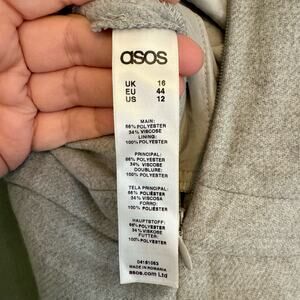 asos
UK 16
EU 44
US 12
MAIN:
66% POLYESTER
34% VISCOSE
LINING:
100% POLYESTER
PRINCIPAL:
66% POLYESTER
34% VISCOSE
DOUBLURE:
100% POLYESTER
TELA PRINCIPAL:
66% POLIÉSTER
34% VISCOSA
FORRO:
100% POLIÉSTER
HAUPTSTOFF:
66% POLYESTER
34% VISKOSE
FUTTER:
100% POLYESTER
04151053
MADE IN ROMANIA
asos.com Ltd